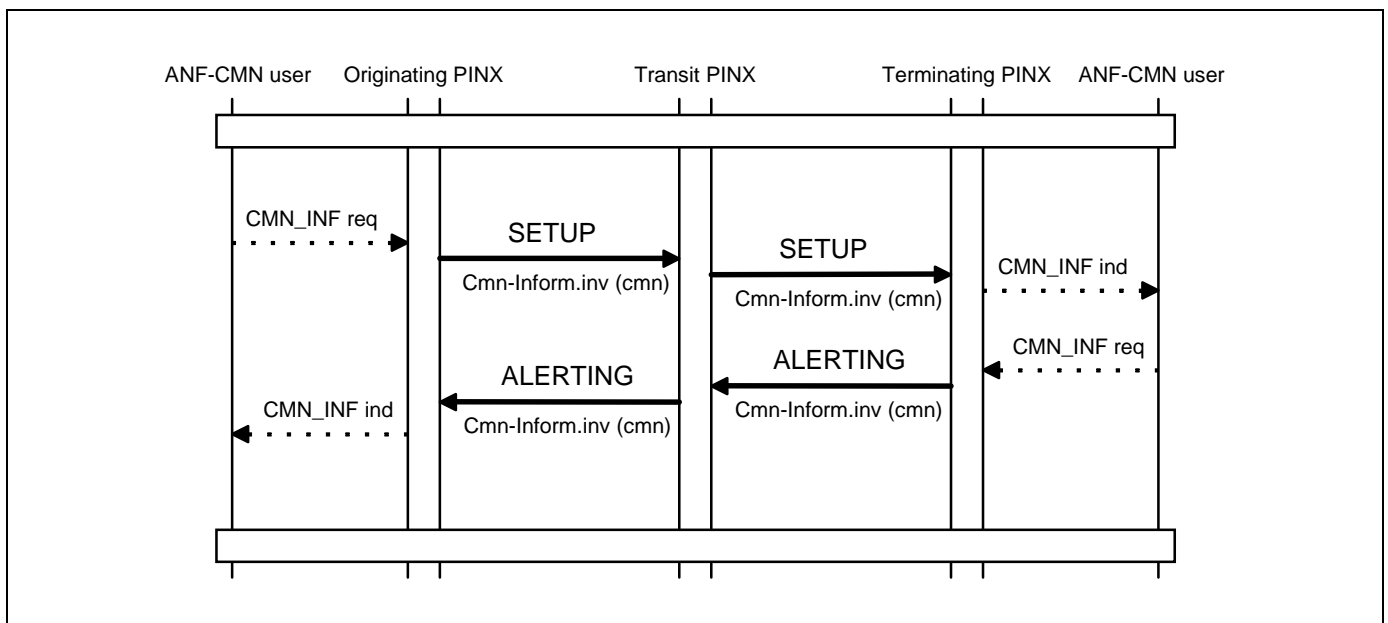 ANF-CMN user Originating PINX Transit PINX Terminating PINX ANF-CMN user
CMN_INF req
SETUP
Cmn-Inform.inv (cmn)
SETUP
Cmn-Inform.inv (cmn)
CMN_INF ind
CMN_INF req
ALERTING
Cmn-Inform.inv (cmn)
ALERTING
Cmn-Inform.inv (cmn)
CMN_INF ind